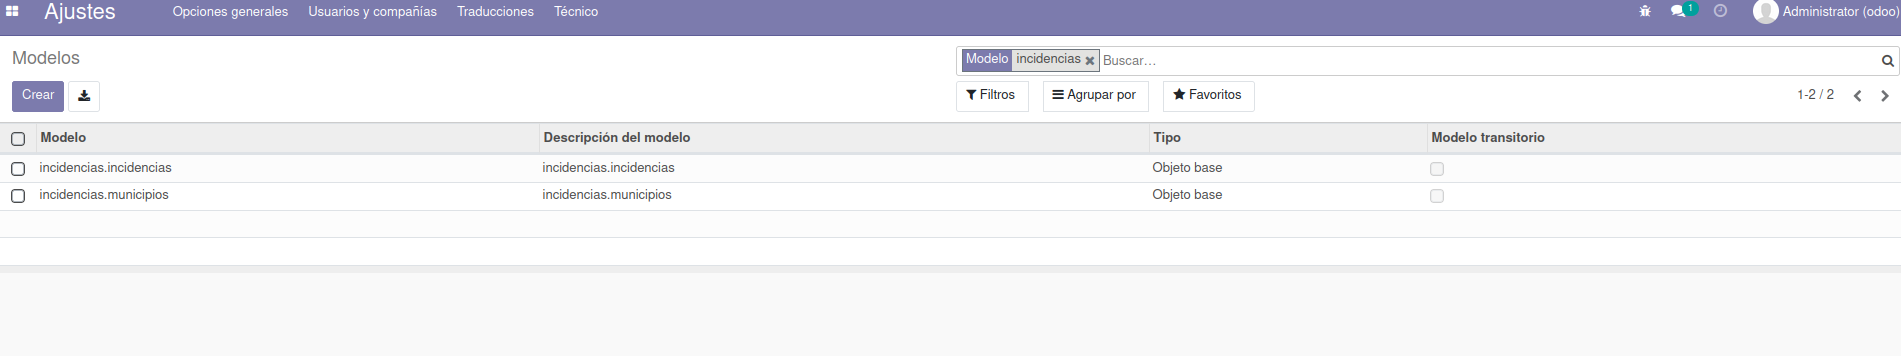 Ajustes Opciones generales Usuarios y compañías Traducciones Técnico 1 Administrator (odoo)
Modelos Modelo incidencias Buscar...
Crear Filtros Agrupar por Favoritos 1-2 / 2
Modelo Descripción del modelo Tipo Modelo transitorio
incidencias.incidencias incidencias.incidencias Objeto base
incidencias.municipios incidencias.municipios Objeto base